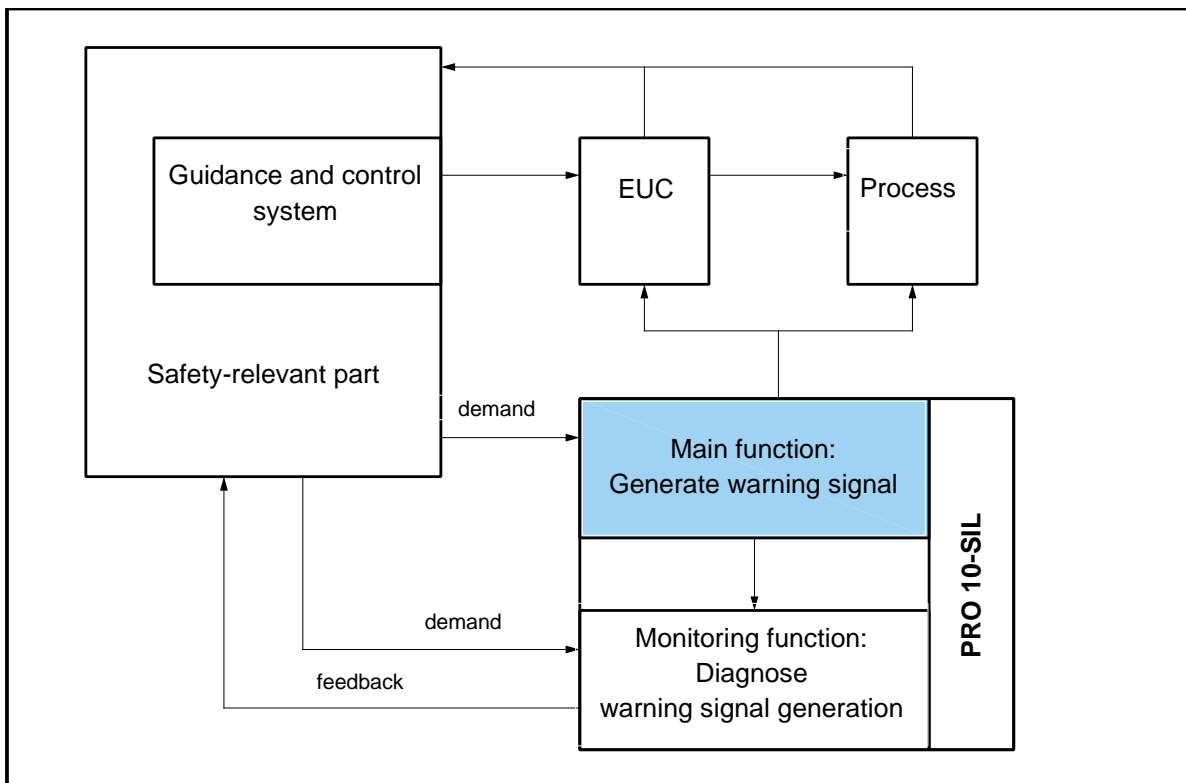 Guidance and control
system
EUC
Process
Safety-relevant part
demand
Main function:
Generate warning signal
PRO 10-SIL
demand
Monitoring function:
Diagnose
warning signal generation
feedback